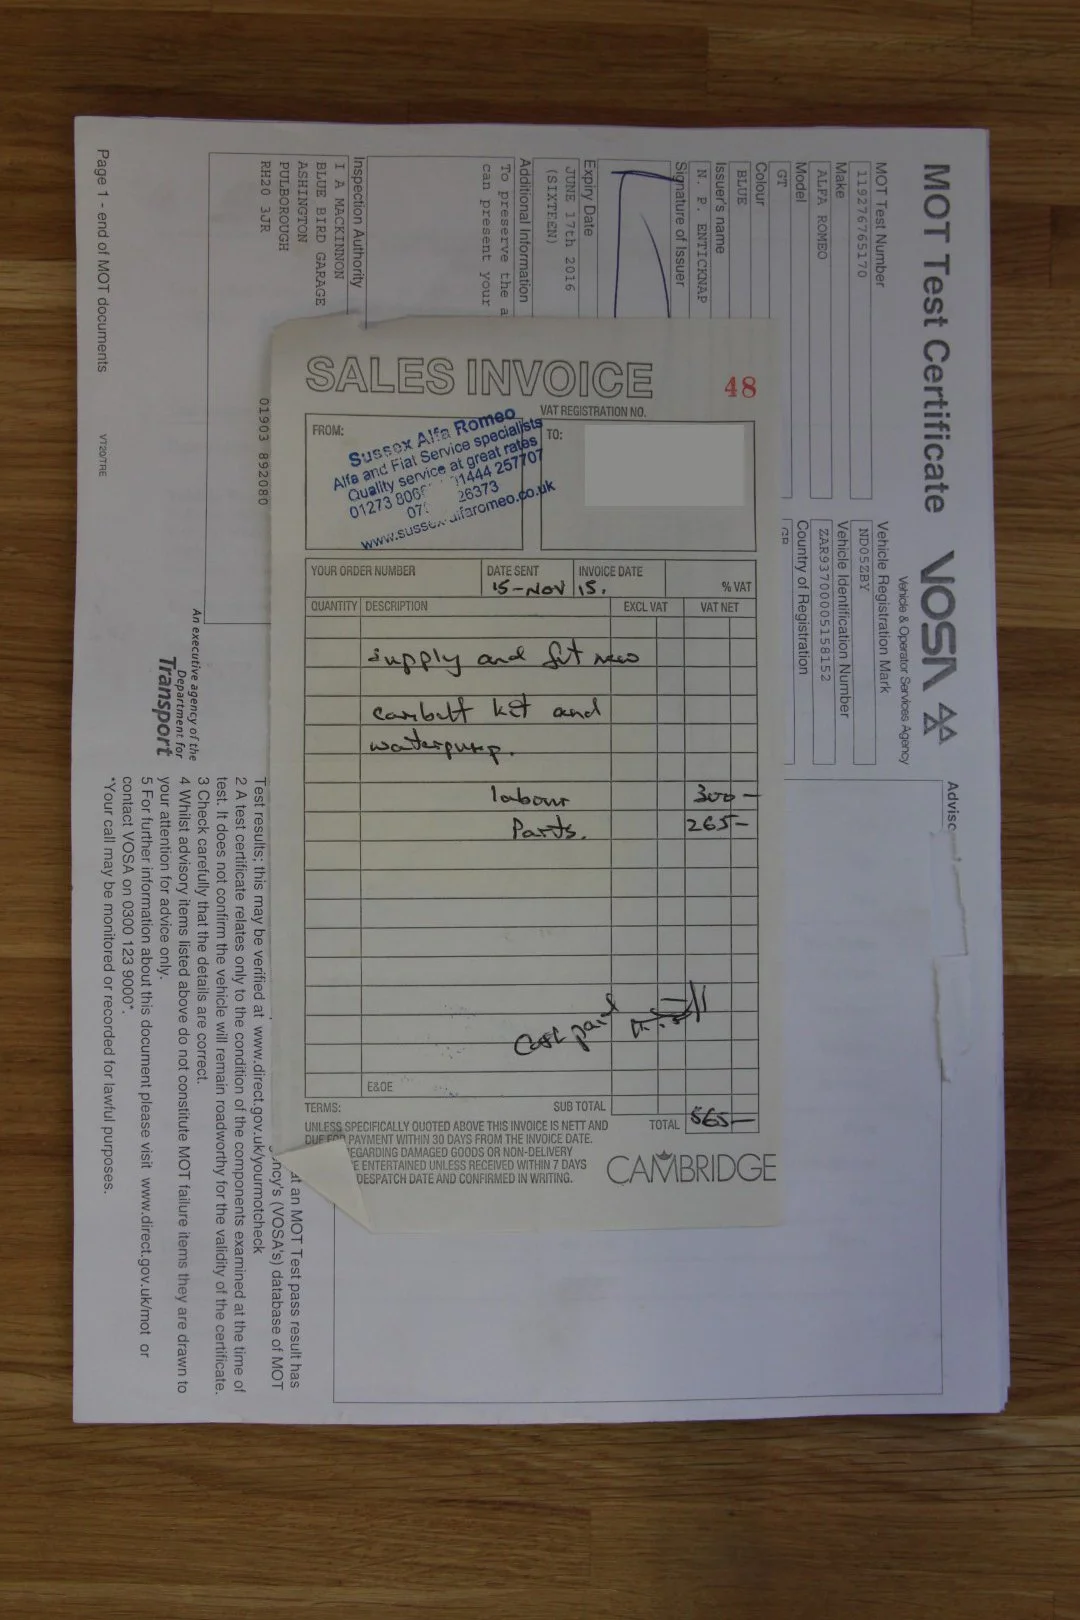 SALES INVOICE
48
VAT REGISTRATION NO.
FROM:
Sussex Alfa Romeo
Alfa and Fiat Service specialists
Quality service at great rates
01273 806 1444 257707
07 26373
www.sussex alfaromeo.co.uk
TO:
YOUR ORDER NUMBER
DATE SENT
INVOICE DATE
15-NOV 15.
% VAT
QUANTITY DESCRIPTION EXCL VAT VAT NET
supply and fit new
cambelt kit and
waterpump.
labour 300-
Parts. 265-
paid
E&OE
TERMS:
SUB TOTAL
UNLESS SPECIFICALLY QUOTED ABOVE THIS INVOICE IS NETT AND
DUE FOR PAYMENT WITHIN 30 DAYS FROM THE INVOICE DATE.
EGARDING DAMAGED GOODS OR NON-DELIVERY
E ENTERTAINED UNLESS RECEIVED WITHIN 7 DAYS
DESPATCH DATE AND CONFIRMED IN WRITING.
TOTAL 565-
CAMBRIDGE
MOT Test Certificate
VOSA
Vehicle & Operator Services Agency
MOT Test Number
119276765170
Vehicle Registration Mark
ND05ZBY
Make
ALFA ROMEO
Vehicle Identification Number
ZAR93700005158152
Model
GT
Country of Registration
GB
Colour
BLUE
Issuer's name
N. P. ENTICKNAP
Signature of Issuer
Expiry Date
JUNE 17th 2016
(SIXTEEN)
Additional Information
To preserve the a
can present your
Inspection Authority
I A MACKINNON
BLUE BIRD GARAGE
ASHINGTON
PULBOROUGH
RH20 3JR
01903 892080
Page 1 - end of MOT documents
VT20/TRE
An executive agency of the
Department for
Transport
Advisc
at an MOT Test pass result has
ncy's (VOSA's) database of MOT
Test results; this may be verified at www.direct.gov.uk/yourmotcheck
2 A test certificate relates only to the condition of the components examined at the time of
test. It does not confirm the vehicle will remain roadworthy for the validity of the certificate.
3 Check carefully that the details are correct.
4 Whilst advisory items listed above do not constitute MOT failure items they are drawn to
your attention for advice only.
5 For further information about this document please visit www.direct.gov.uk/mot or
contact VOSA on 0300 123 9000*.
*Your call may be monitored or recorded for lawful purposes.